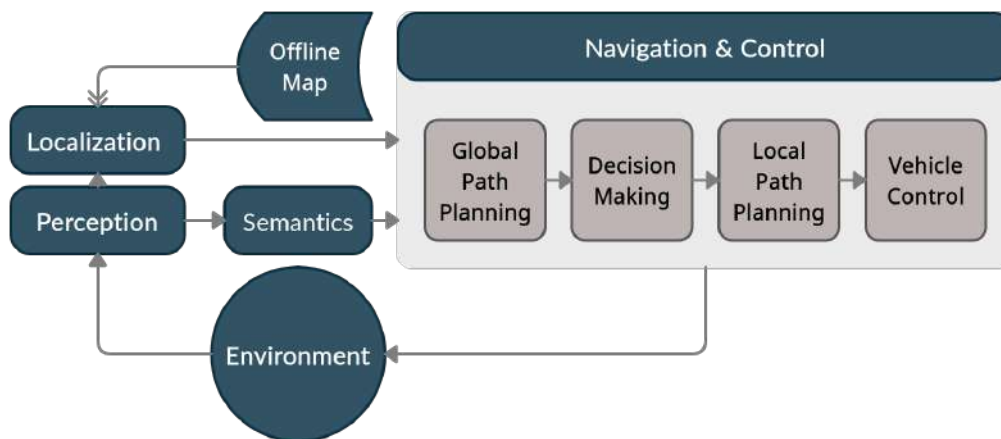 Offline
Map
Navigation & Control
Localization
Global
Path
Planning
Decision
Making
Local
Path
Planning
Vehicle
Control
Perception
Semantics
Environment